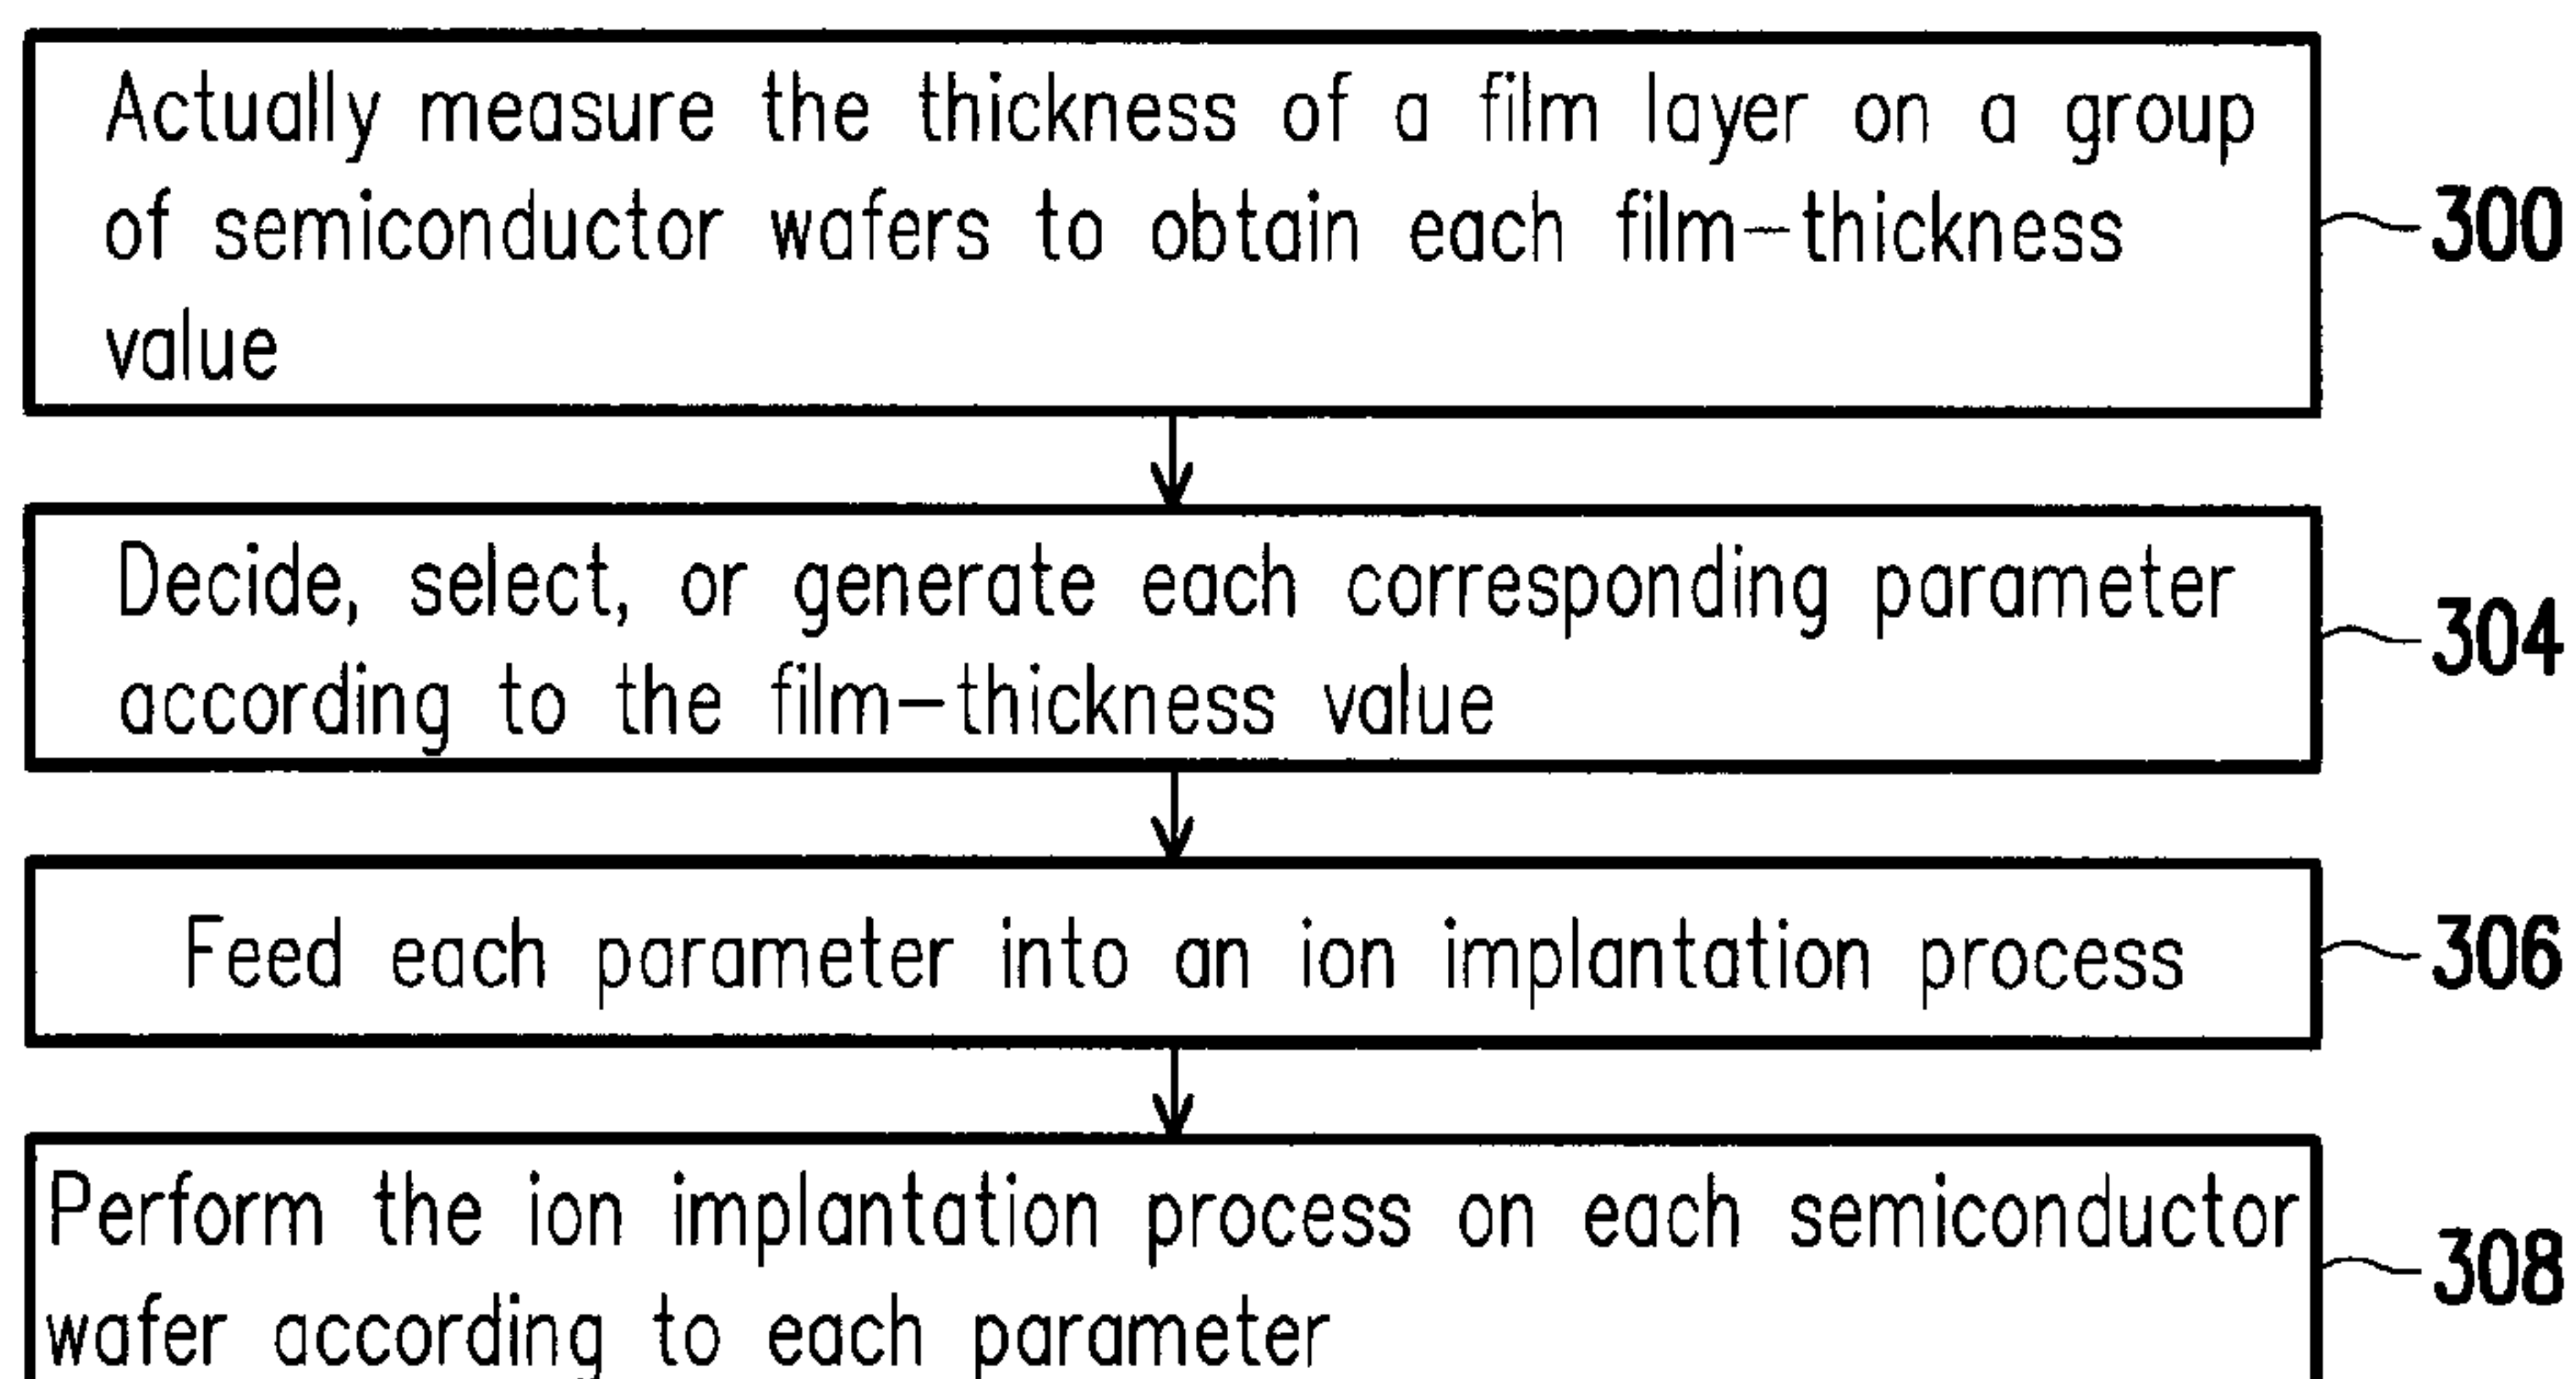 Actually measure the thickness of a film layer on a group
of semiconductor wafers to obtain each film-thickness
value
300
Decide, select, or generate each corresponding parameter
according to the film-thickness value
304
Feed each parameter into an ion implantation process
306
Perform the ion implantation process on each semiconductor
wafer according to each parameter
308